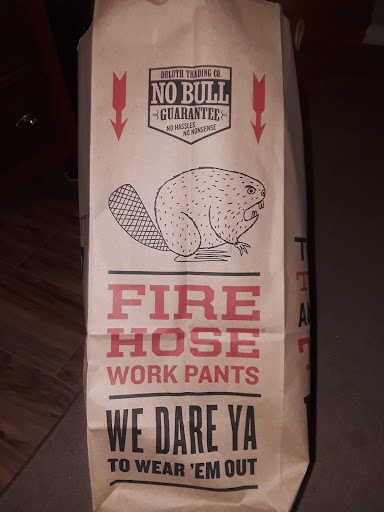 DULUTH TRADING CO.
NO BULL
GUARANTEE
NO HASSLES
NO NONSENSE
FIRE
HOSE
WORK PANTS
WE DARE YA
TO WEAR 'EM OUT